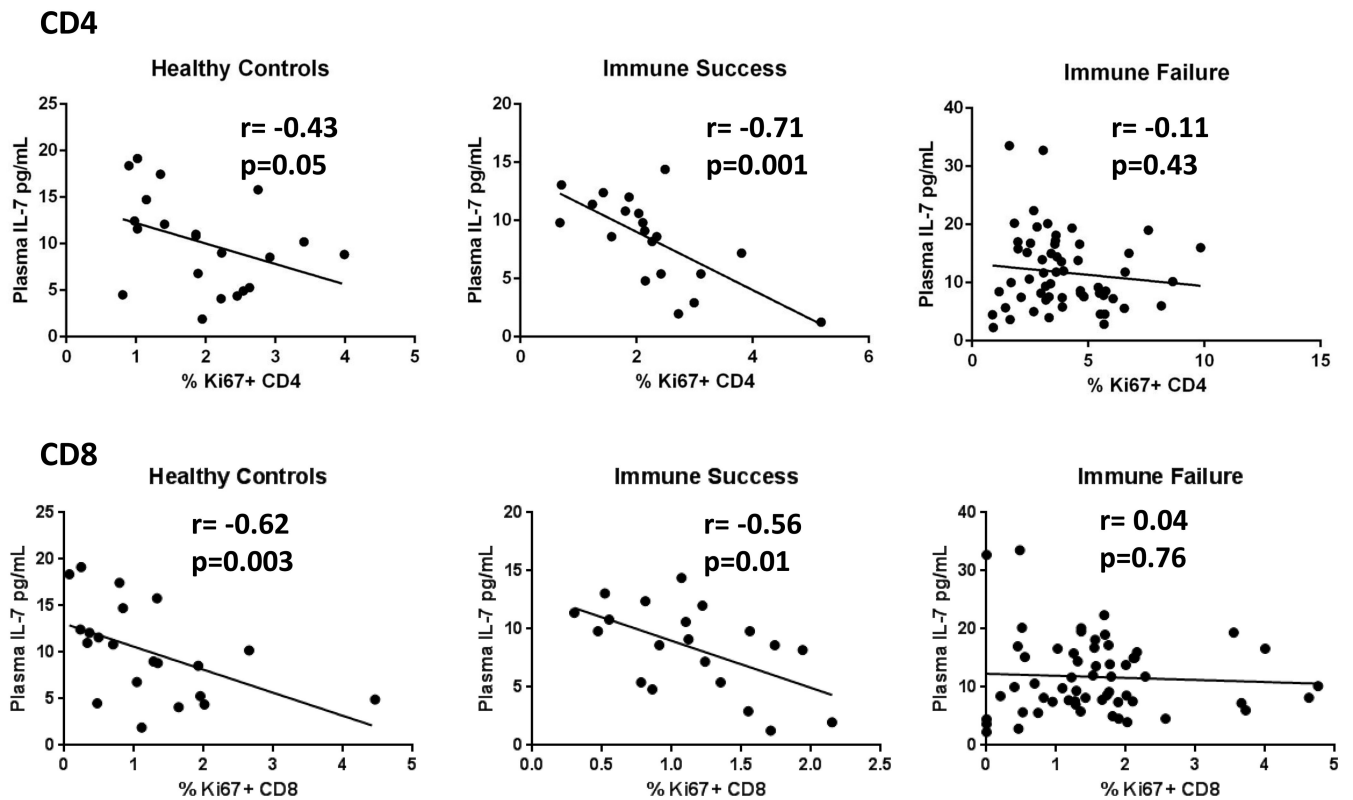 CD4
Healthy Controls
25
20
15
10
5
0
0 1 2 3 4 5
Plasma IL-7 pg/mL
% Ki67+ CD4
r= -0.43
p=0.05
Immune Success
20
15
10
5
0
0 2 4 6
Plasma IL-7 pg/mL
% Ki67+ CD4
r= -0.71
p=0.001
Immune Failure
40
30
20
10
0
0 5 10 15
Plasma IL-7 pg/mL
% Ki67+ CD4
r= -0.11
p=0.43
CD8
Healthy Controls
25
20
15
10
5
0
0 1 2 3 4 5
Plasma IL-7 pg/mL
% Ki67+ CD8
r= -0.62
p=0.003
Immune Success
20
15
10
5
0
0.0 0.5 1.0 1.5 2.0 2.5
Plasma IL-7 pg/mL
% Ki67+ CD8
r= -0.56
p=0.01
Immune Failure
40
30
20
10
0
0 1 2 3 4 5
Plasma IL-7 pg/mL
% Ki67+ CD8
r= 0.04
p=0.76